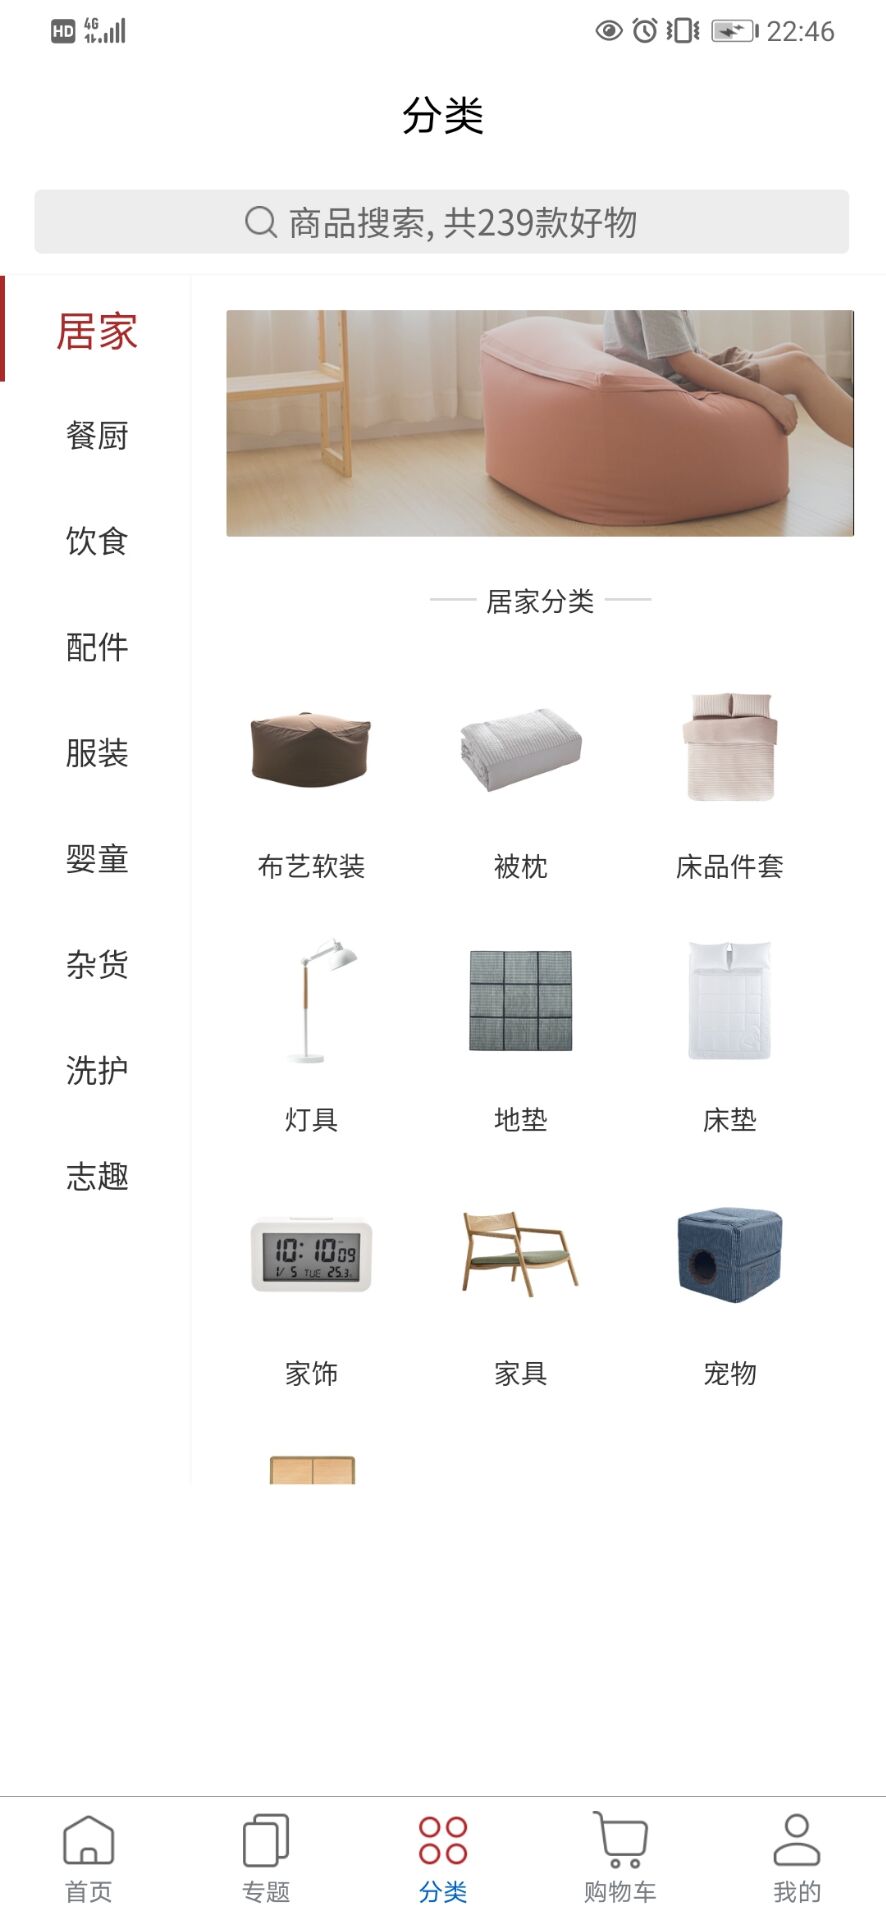 HD 4G 22:46
分类
商品搜索, 共239款好物
居家
餐厨
饮食
配件
服装
婴童
杂货
洗护
志趣
居家分类
布艺软装 被枕 床品件套
灯具 地垫 床垫
10:10 09
1/ 5 TUE 25.3
家饰 家具 宠物
首页 专题 分类 购物车 我的